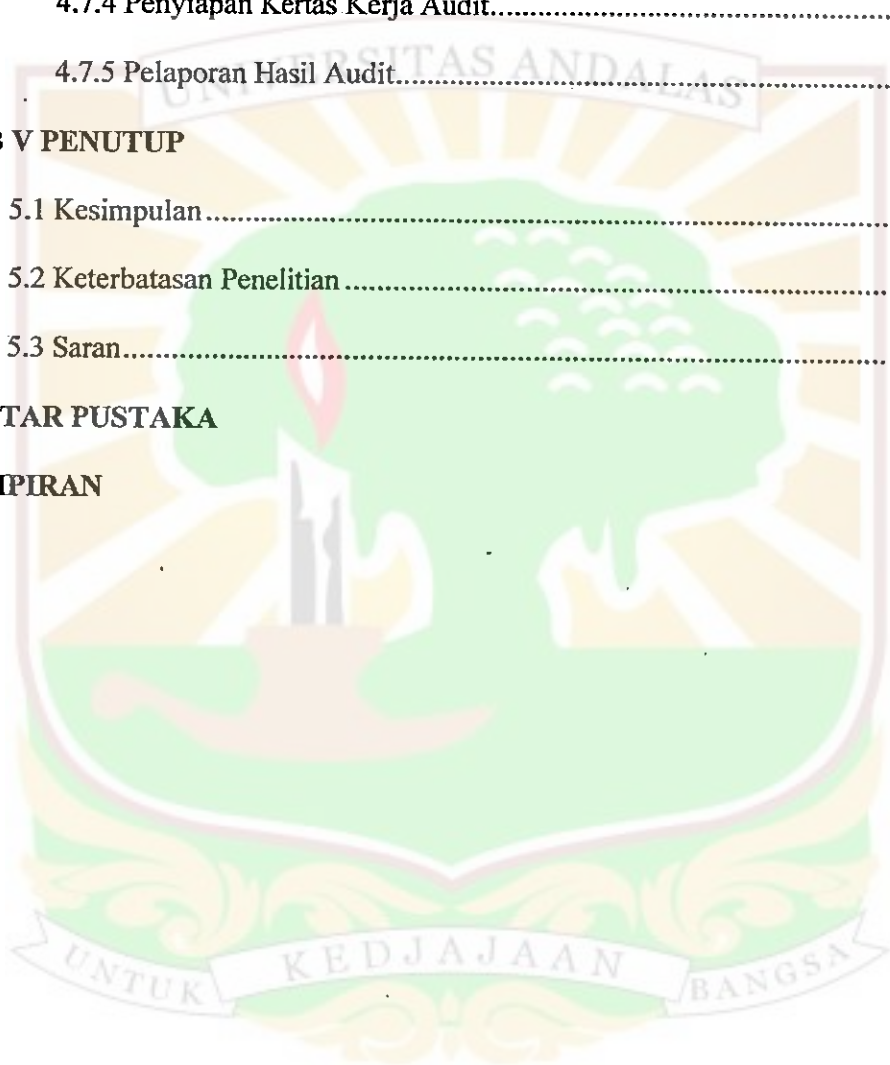 4.7.4 Penyiapan Kertas Kerja Audit................................................
4.7.5 Pelaporan Hasil Audit................................................
UNIVERSITAS ANDALAS
V PENUTUP
5.1 Kesimpulan................................................
5.2 Keterbatasan Penelitian................................................
5.3 Saran................................................
TAR PUSTAKA
IPIRAN
UNTUK KEDJAJAAN BANGSA